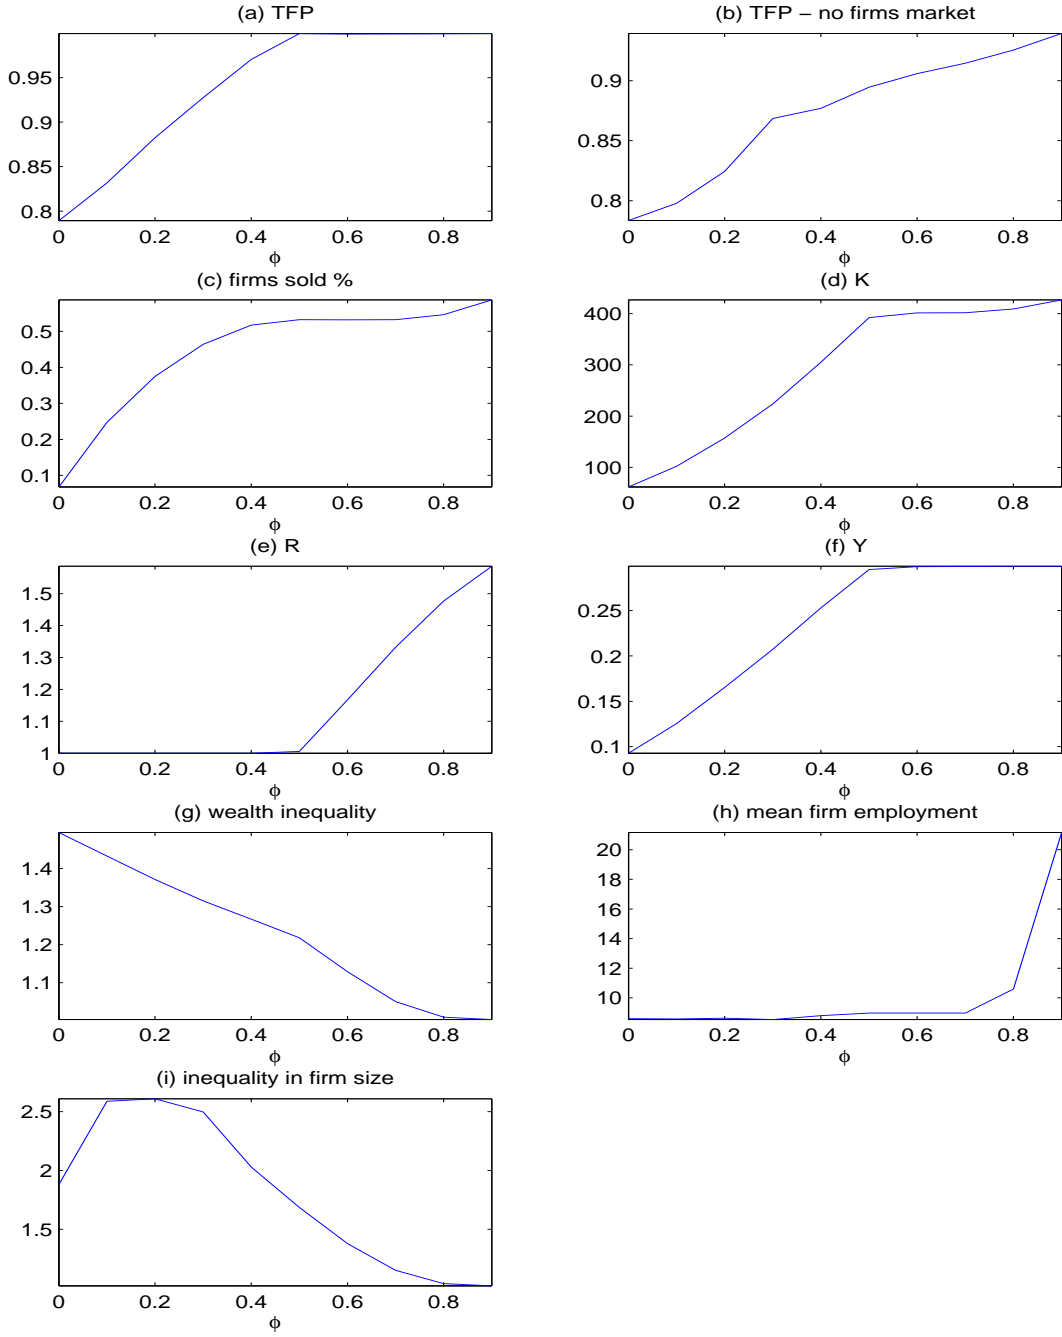 (a) TFP
0.95
0.9
0.85
0.8
0 0.2 0.4 0.6 0.8
ϕ
(b) TFP – no firms market
0.9
0.85
0.8
0 0.2 0.4 0.6 0.8
ϕ
(c) firms sold %
0.5
0.4
0.3
0.2
0.1
0 0.2 0.4 0.6 0.8
ϕ
(d) K
400
300
200
100
0 0.2 0.4 0.6 0.8
ϕ
(e) R
1.5
1.4
1.3
1.2
1.1
1
0 0.2 0.4 0.6 0.8
ϕ
(f) Y
0.25
0.2
0.15
0.1
0 0.2 0.4 0.6 0.8
ϕ
(g) wealth inequality
1.4
1.3
1.2
1.1
0 0.2 0.4 0.6 0.8
ϕ
(h) mean firm employment
20
18
16
14
12
10
0 0.2 0.4 0.6 0.8
ϕ
(i) inequality in firm size
2.5
2
1.5
0 0.2 0.4 0.6 0.8
ϕ